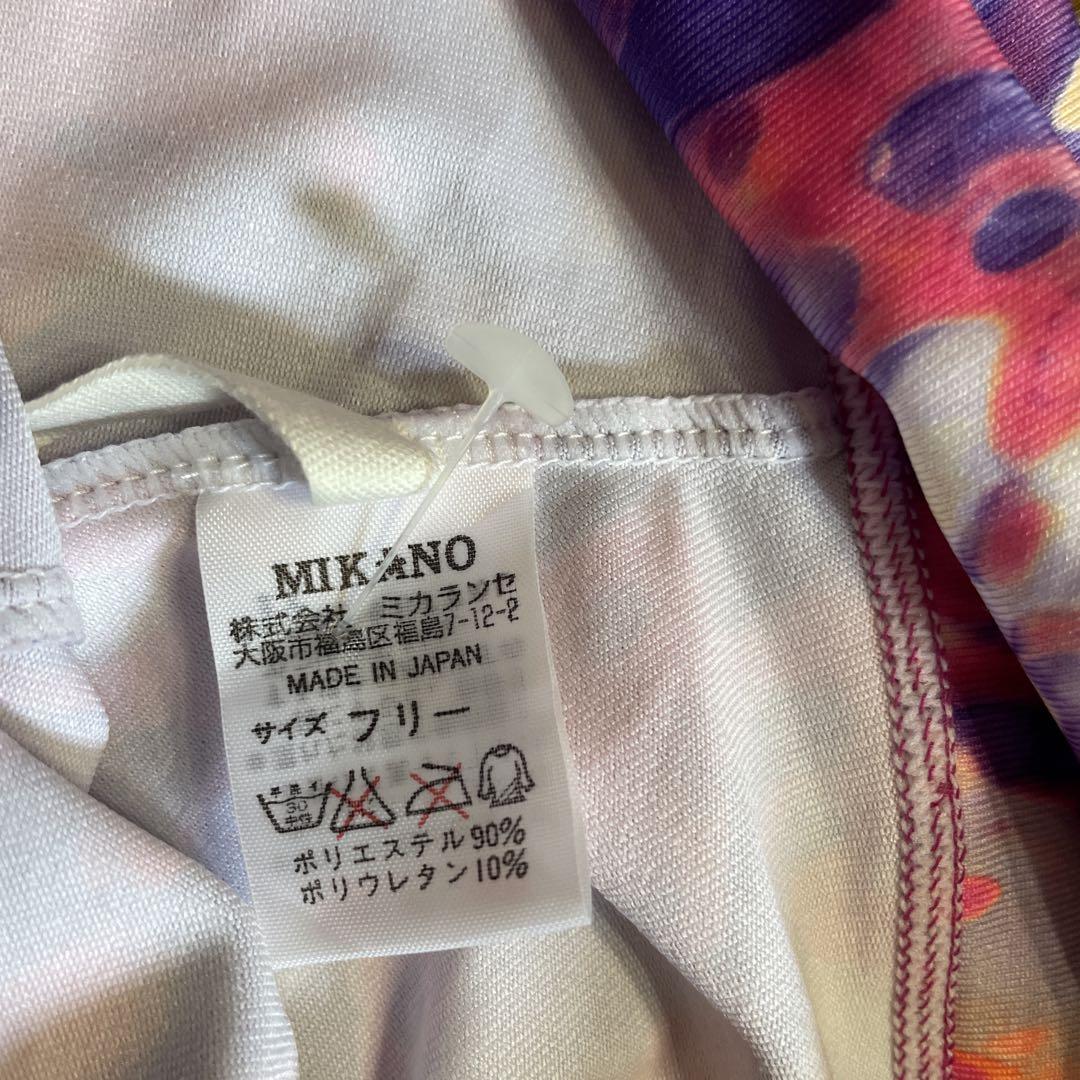 MIKANO
株式会社 ミカランセ
大阪市福島区福島7-12-2
MADE IN JAPAN
サイズ フリー
30
ポリエステル 90%
ポリウレタン 10%